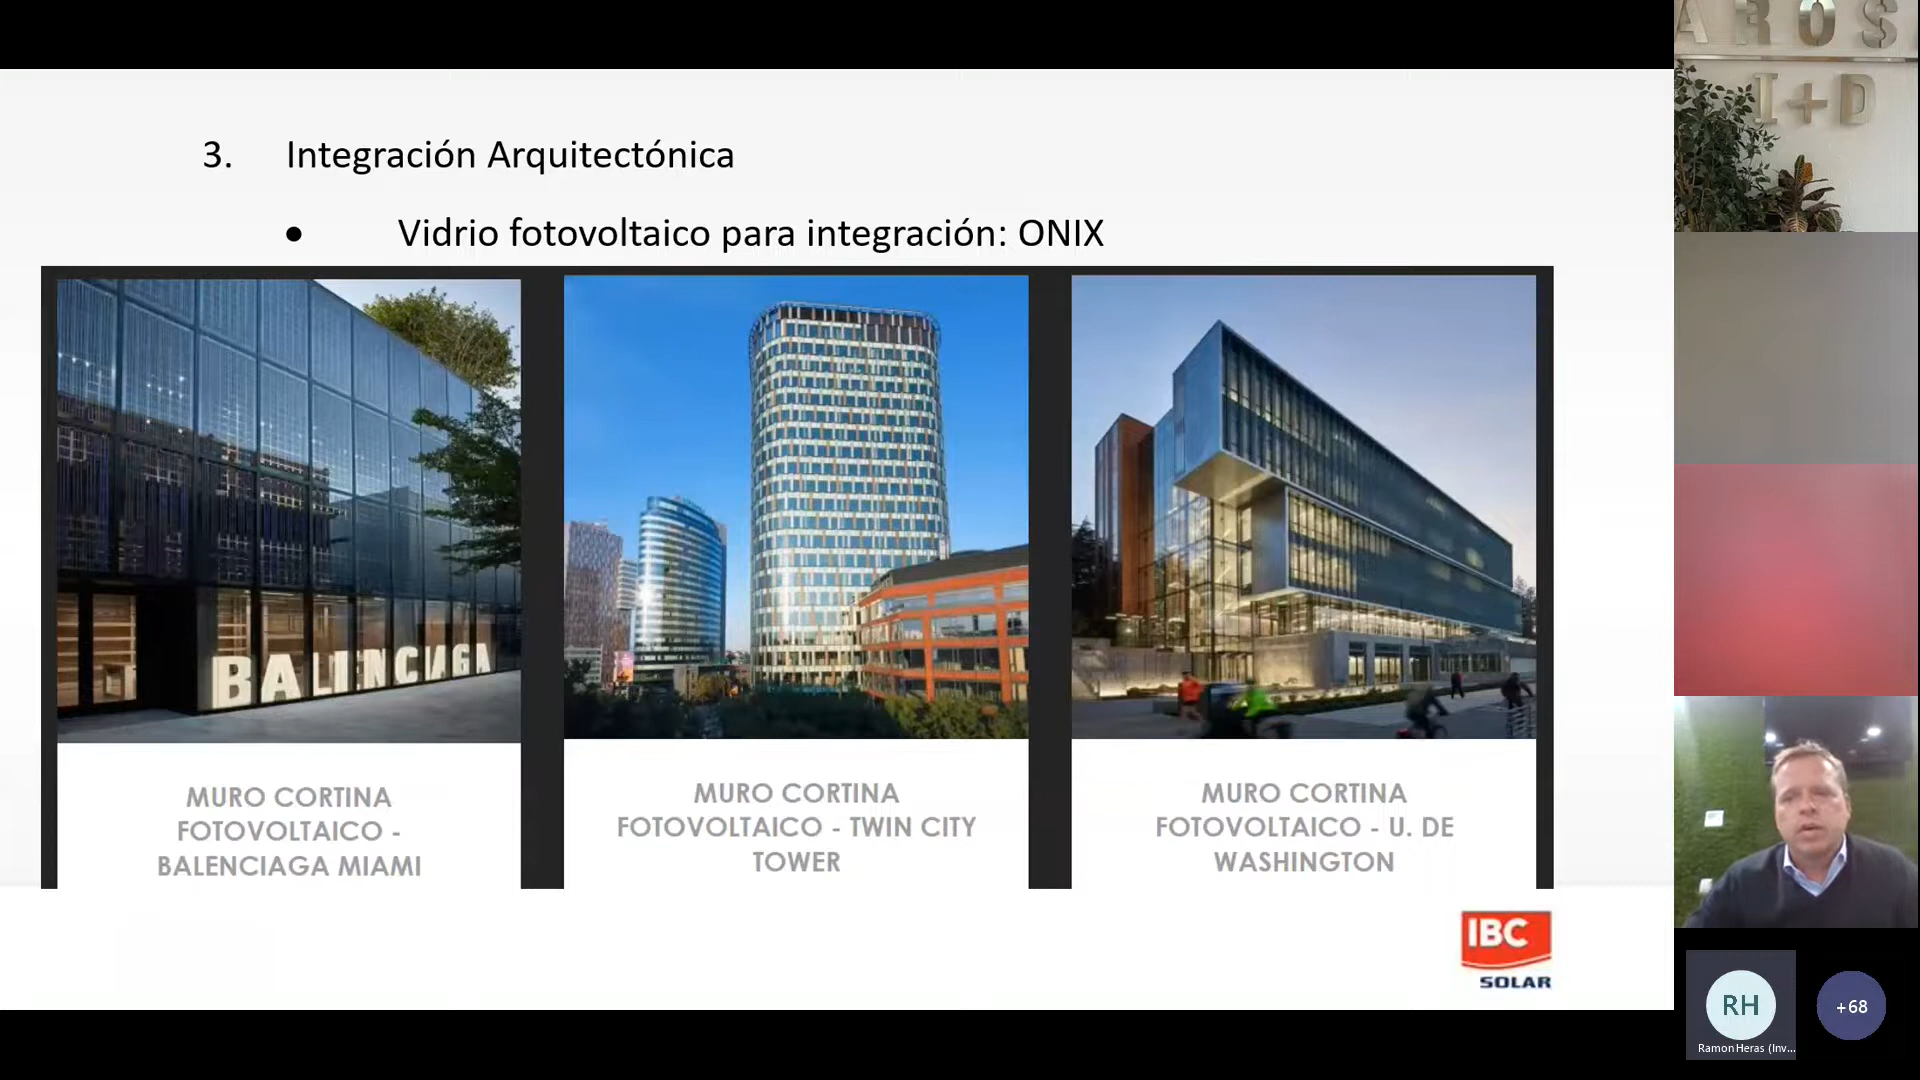 AROS
I+D
3. Integración Arquitectónica
• Vidrio fotovoltaico para integración: ONIX
BALENCIAGA
MURO CORTINA
FOTOVOLTAICO -
BALENCIAGA MIAMI
MURO CORTINA
FOTOVOLTAICO - TWIN CITY
TOWER
MURO CORTINA
FOTOVOLTAICO - U. DE
WASHINGTON
IBC
SOLAR
RH
Ramon Heras (Inv...
+68